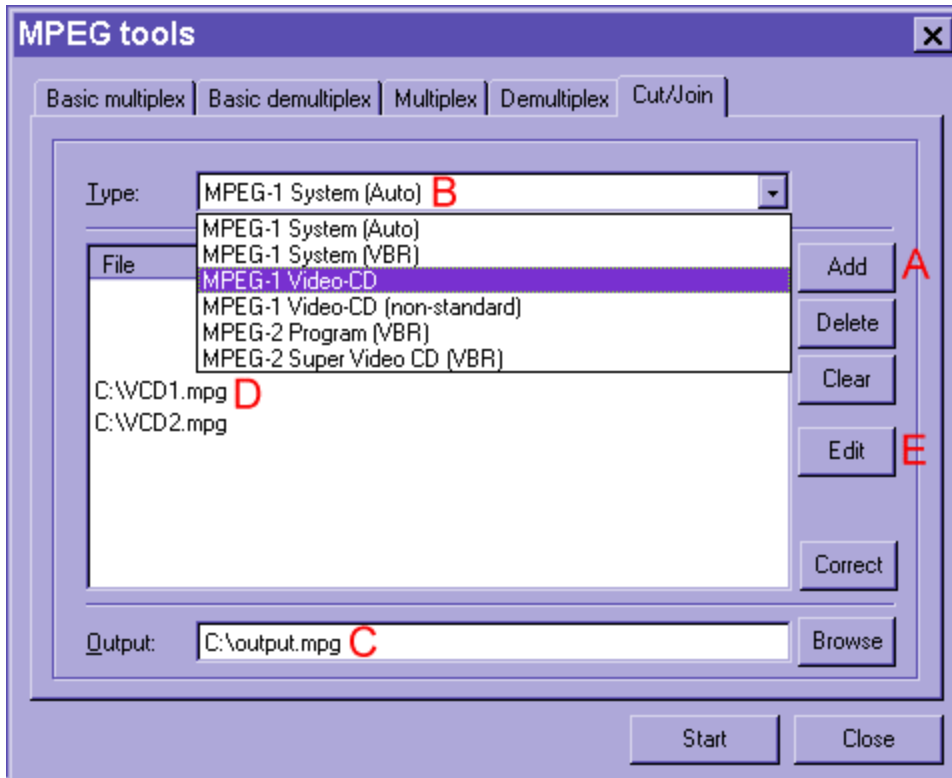 MPEG tools
Basic multiplex Basic demultiplex Multiplex Demultiplex Cut/Join
Type: MPEG-1 System (Auto) B
MPEG-1 System (Auto)
MPEG-1 System (VBR)
MPEG-1 Video-CD
MPEG-1 Video-CD (non-standard)
MPEG-2 Program (VBR)
MPEG-2 Super Video CD (VBR)
File
C:\VCD1.mpg D
C:\VCD2.mpg
Add A
Delete
Clear
Edit E
Correct
Output: C:\output.mpg C Browse
Start Close